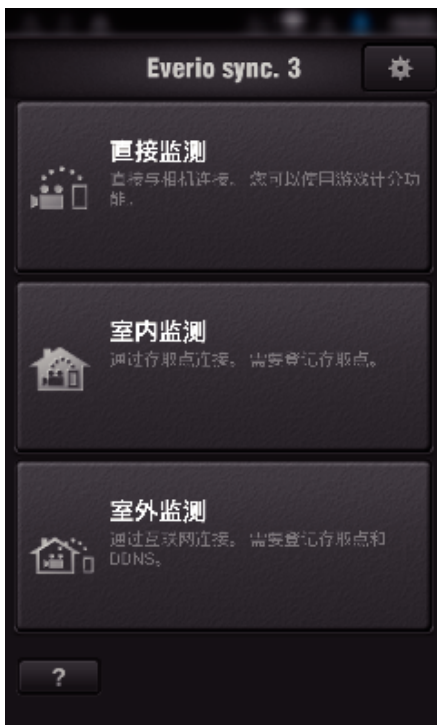 Everio sync. 3
直接监测
直接与相机连接。 您可以使用游戏计分功
能。
室内监测
通过存取点连接。 需要登记存取点。
室外监测
通过互联网连接。 需要登记存取点和
DDNS。
?